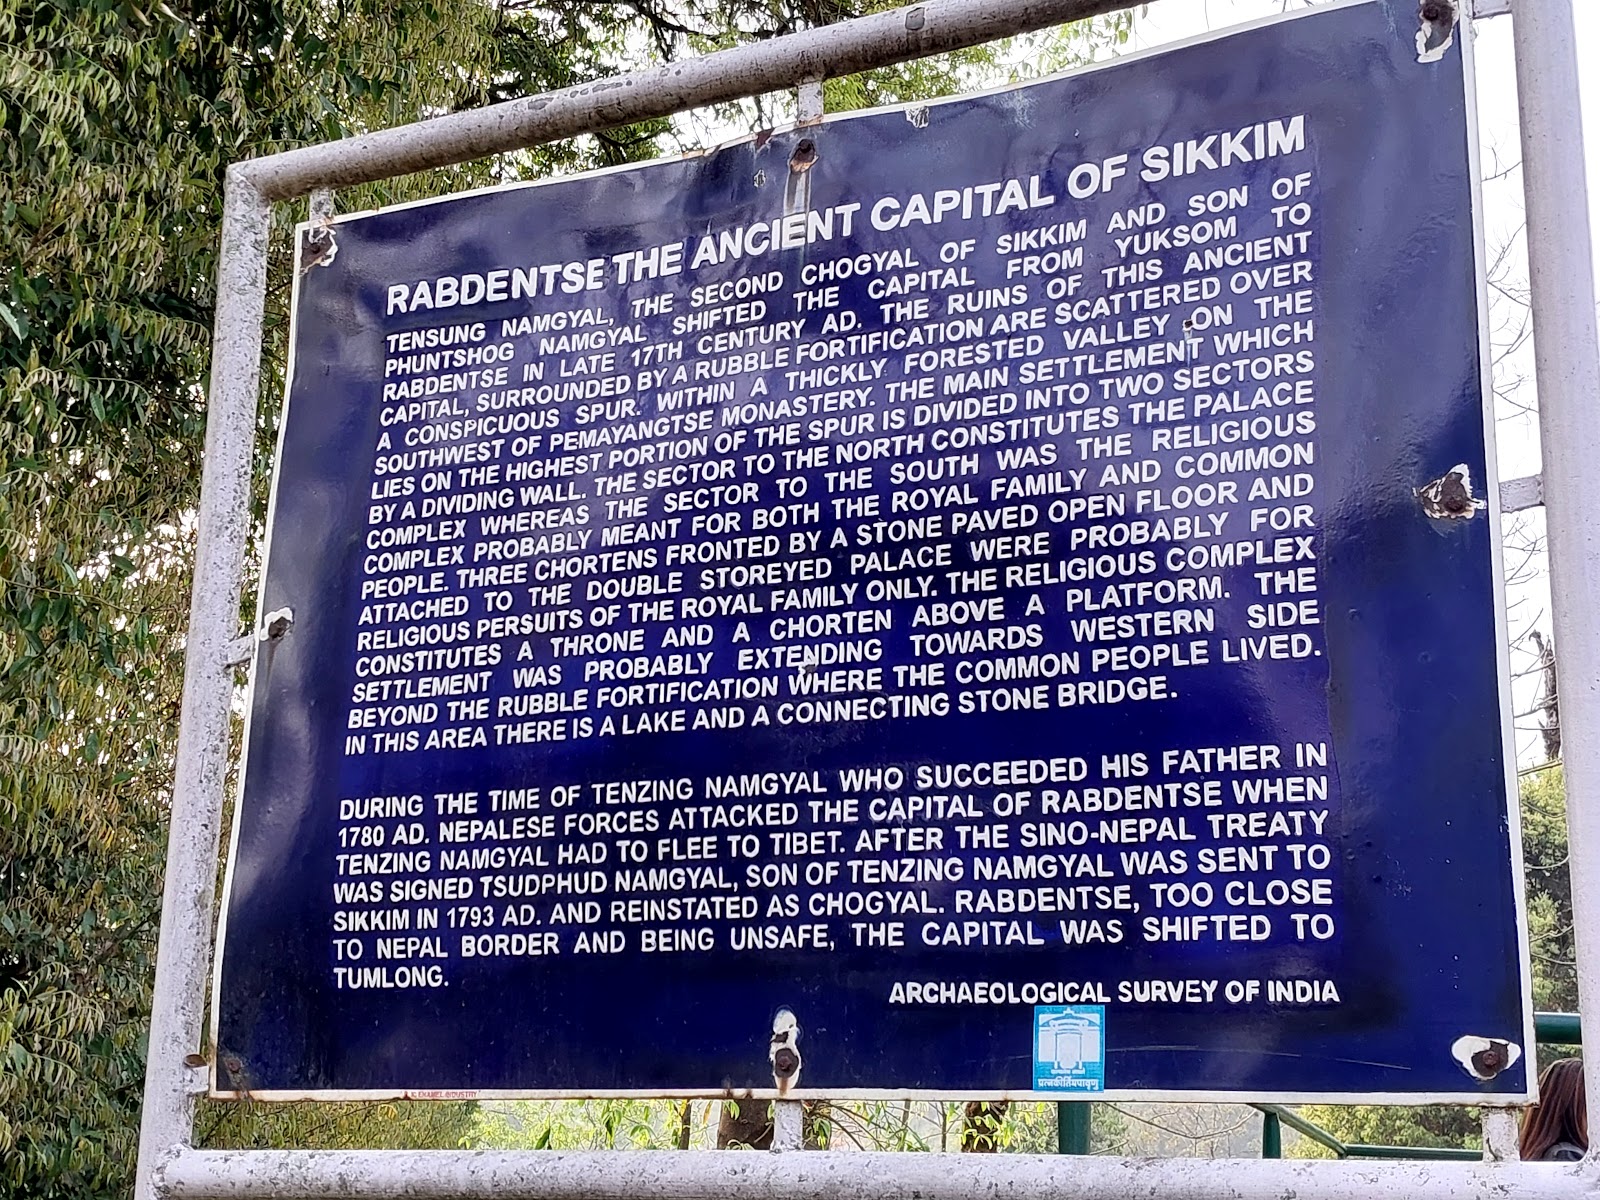 RABDENTSE THE ANCIENT CAPITAL OF SIKKIM
TENSUNG NAMGYAL, THE SECOND CHOGYAL OF SIKKIM AND SON OF
PHUNTSHOG NAMGYAL SHIFTED THE CAPITAL FROM YUKSOM TO
RABDENTSE IN LATE 17TH CENTURY AD. THE RUINS OF THIS ANCIENT
CAPITAL, SURROUNDED BY A RUBBLE FORTIFICATION ARE SCATTERED OVER
A CONSPICUOUS SPUR. WITHIN A THICKLY FORESTED VALLEY ON THE
SOUTHWEST OF PEMAYANGTSE MONASTERY. THE MAIN SETTLEMENT WHICH
LIES ON THE HIGHEST PORTION OF THE SPUR IS DIVIDED INTO TWO SECTORS
BY A DIVIDING WALL. THE SECTOR TO THE NORTH CONSTITUTES THE PALACE
COMPLEX WHEREAS THE SECTOR TO THE SOUTH WAS THE RELIGIOUS
COMPLEX PROBABLY MEANT FOR BOTH THE ROYAL FAMILY AND COMMON
PEOPLE. THREE CHORTENS FRONTED BY A STONE PAVED OPEN FLOOR AND
ATTACHED TO THE DOUBLE STOREYED PALACE WERE PROBABLY FOR
RELIGIOUS PERSUITS OF THE ROYAL FAMILY ONLY. THE RELIGIOUS COMPLEX
CONSTITUTES A THRONE AND A CHORTEN ABOVE A PLATFORM. THE
SETTLEMENT WAS PROBABLY EXTENDING TOWARDS WESTERN SIDE
BEYOND THE RUBBLE FORTIFICATION WHERE THE COMMON PEOPLE LIVED.
IN THIS AREA THERE IS A LAKE AND A CONNECTING STONE BRIDGE.
DURING THE TIME OF TENZING NAMGYAL WHO SUCCEEDED HIS FATHER IN
1780 AD. NEPALESE FORCES ATTACKED THE CAPITAL OF RABDENTSE WHEN
TENZING NAMGYAL HAD TO FLEE TO TIBET. AFTER THE SINO-NEPAL TREATY
WAS SIGNED TSUDPHUD NAMGYAL, SON OF TENZING NAMGYAL WAS SENT TO
SIKKIM IN 1793 AD. AND REINSTATED AS CHOGYAL. RABDENTSE, TOO CLOSE
TO NEPAL BORDER AND BEING UNSAFE, THE CAPITAL WAS SHIFTED TO
TUMLONG.
ARCHAEOLOGICAL SURVEY OF INDIA
प्रत्नकीर्तिमपावृणु
ENAMEL INDUSTRY